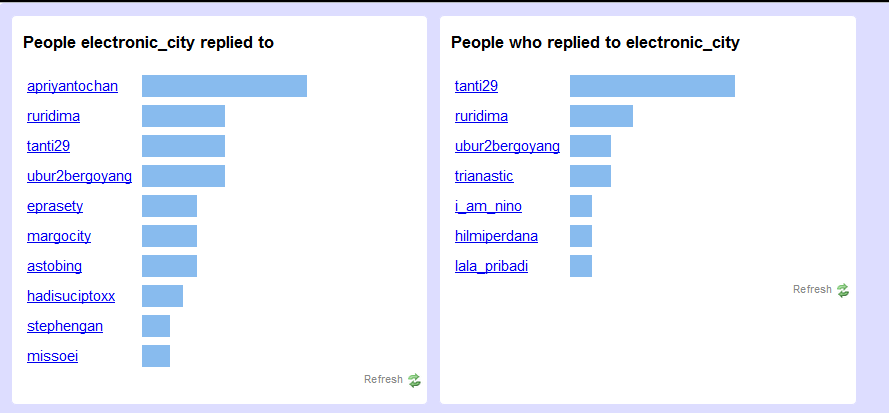 People electronic_city replied to
apriyantochan
ruridima
tanti29
ubur2bergoyang
eprasety
margocity
astobing
hadisuciptoxx
stephengan
missoei
Refresh
People who replied to electronic_city
tanti29
ruridima
ubur2bergoyang
trianastic
i_am_nino
hilmiperdana
lala_pribadi
Refresh